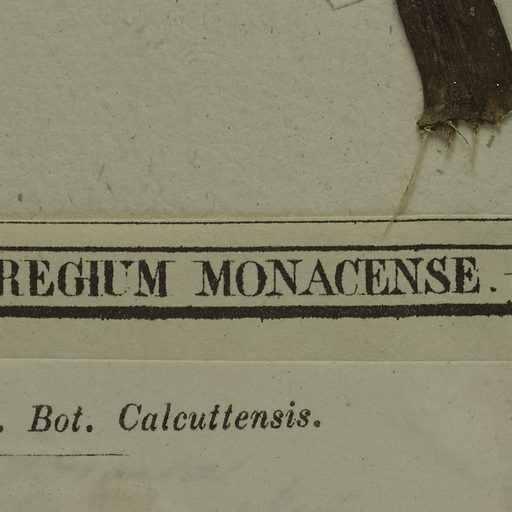 REGIUM MONACENSE.
. Bot. Calcuttensis.